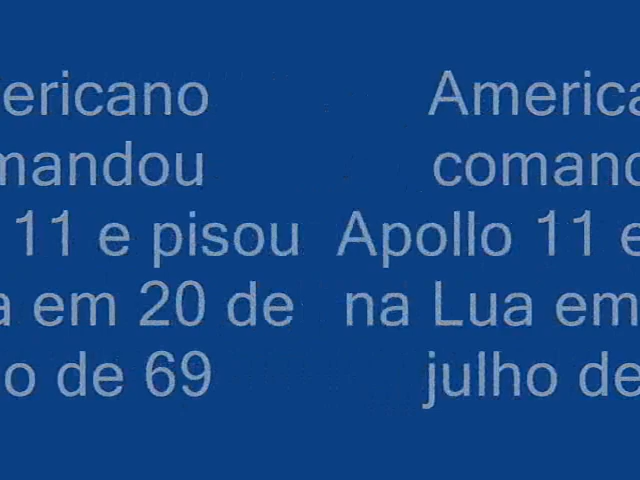 ericano
mandou
11 e pisou
a em 20 de
o de 69
America
comand
Apollo 11 e
na Lua em
julho de